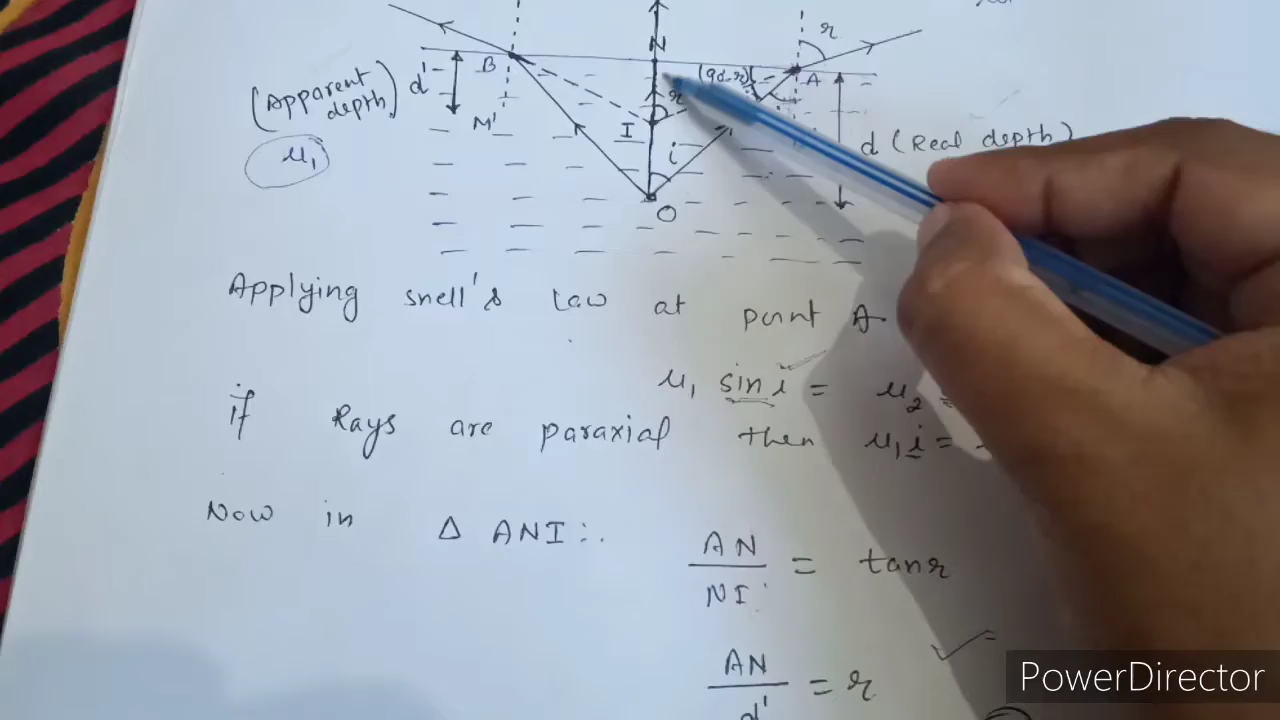 N
r
B
A
(90-r)
d'
(Apparent depth)
r
M'
I
d (Real depth)
μ₁
i
O
Applying snell's Law at point A
μ₁ sin i = μ₂
if Rays are paraxial then μ₁ i =
Now in Δ ANI:.
AN
NI
= tanr
AN
d'
= r
PowerDirector